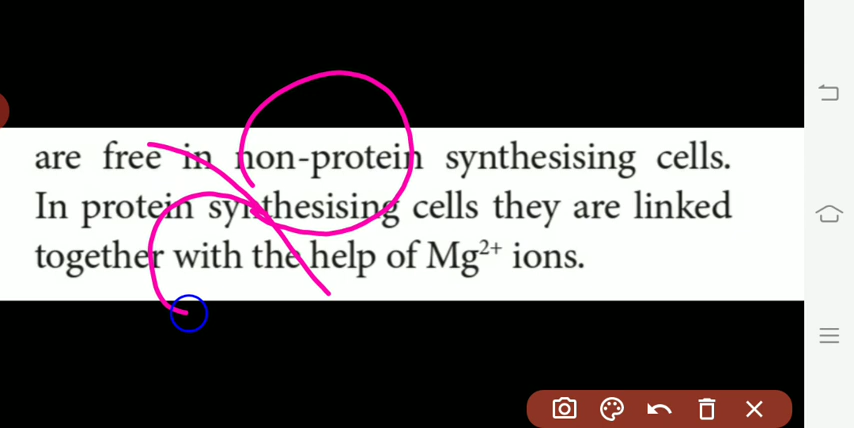 are free in non-protein synthesising cells.
In protein synthesising cells they are linked
together with the help of Mg²⁺ ions.